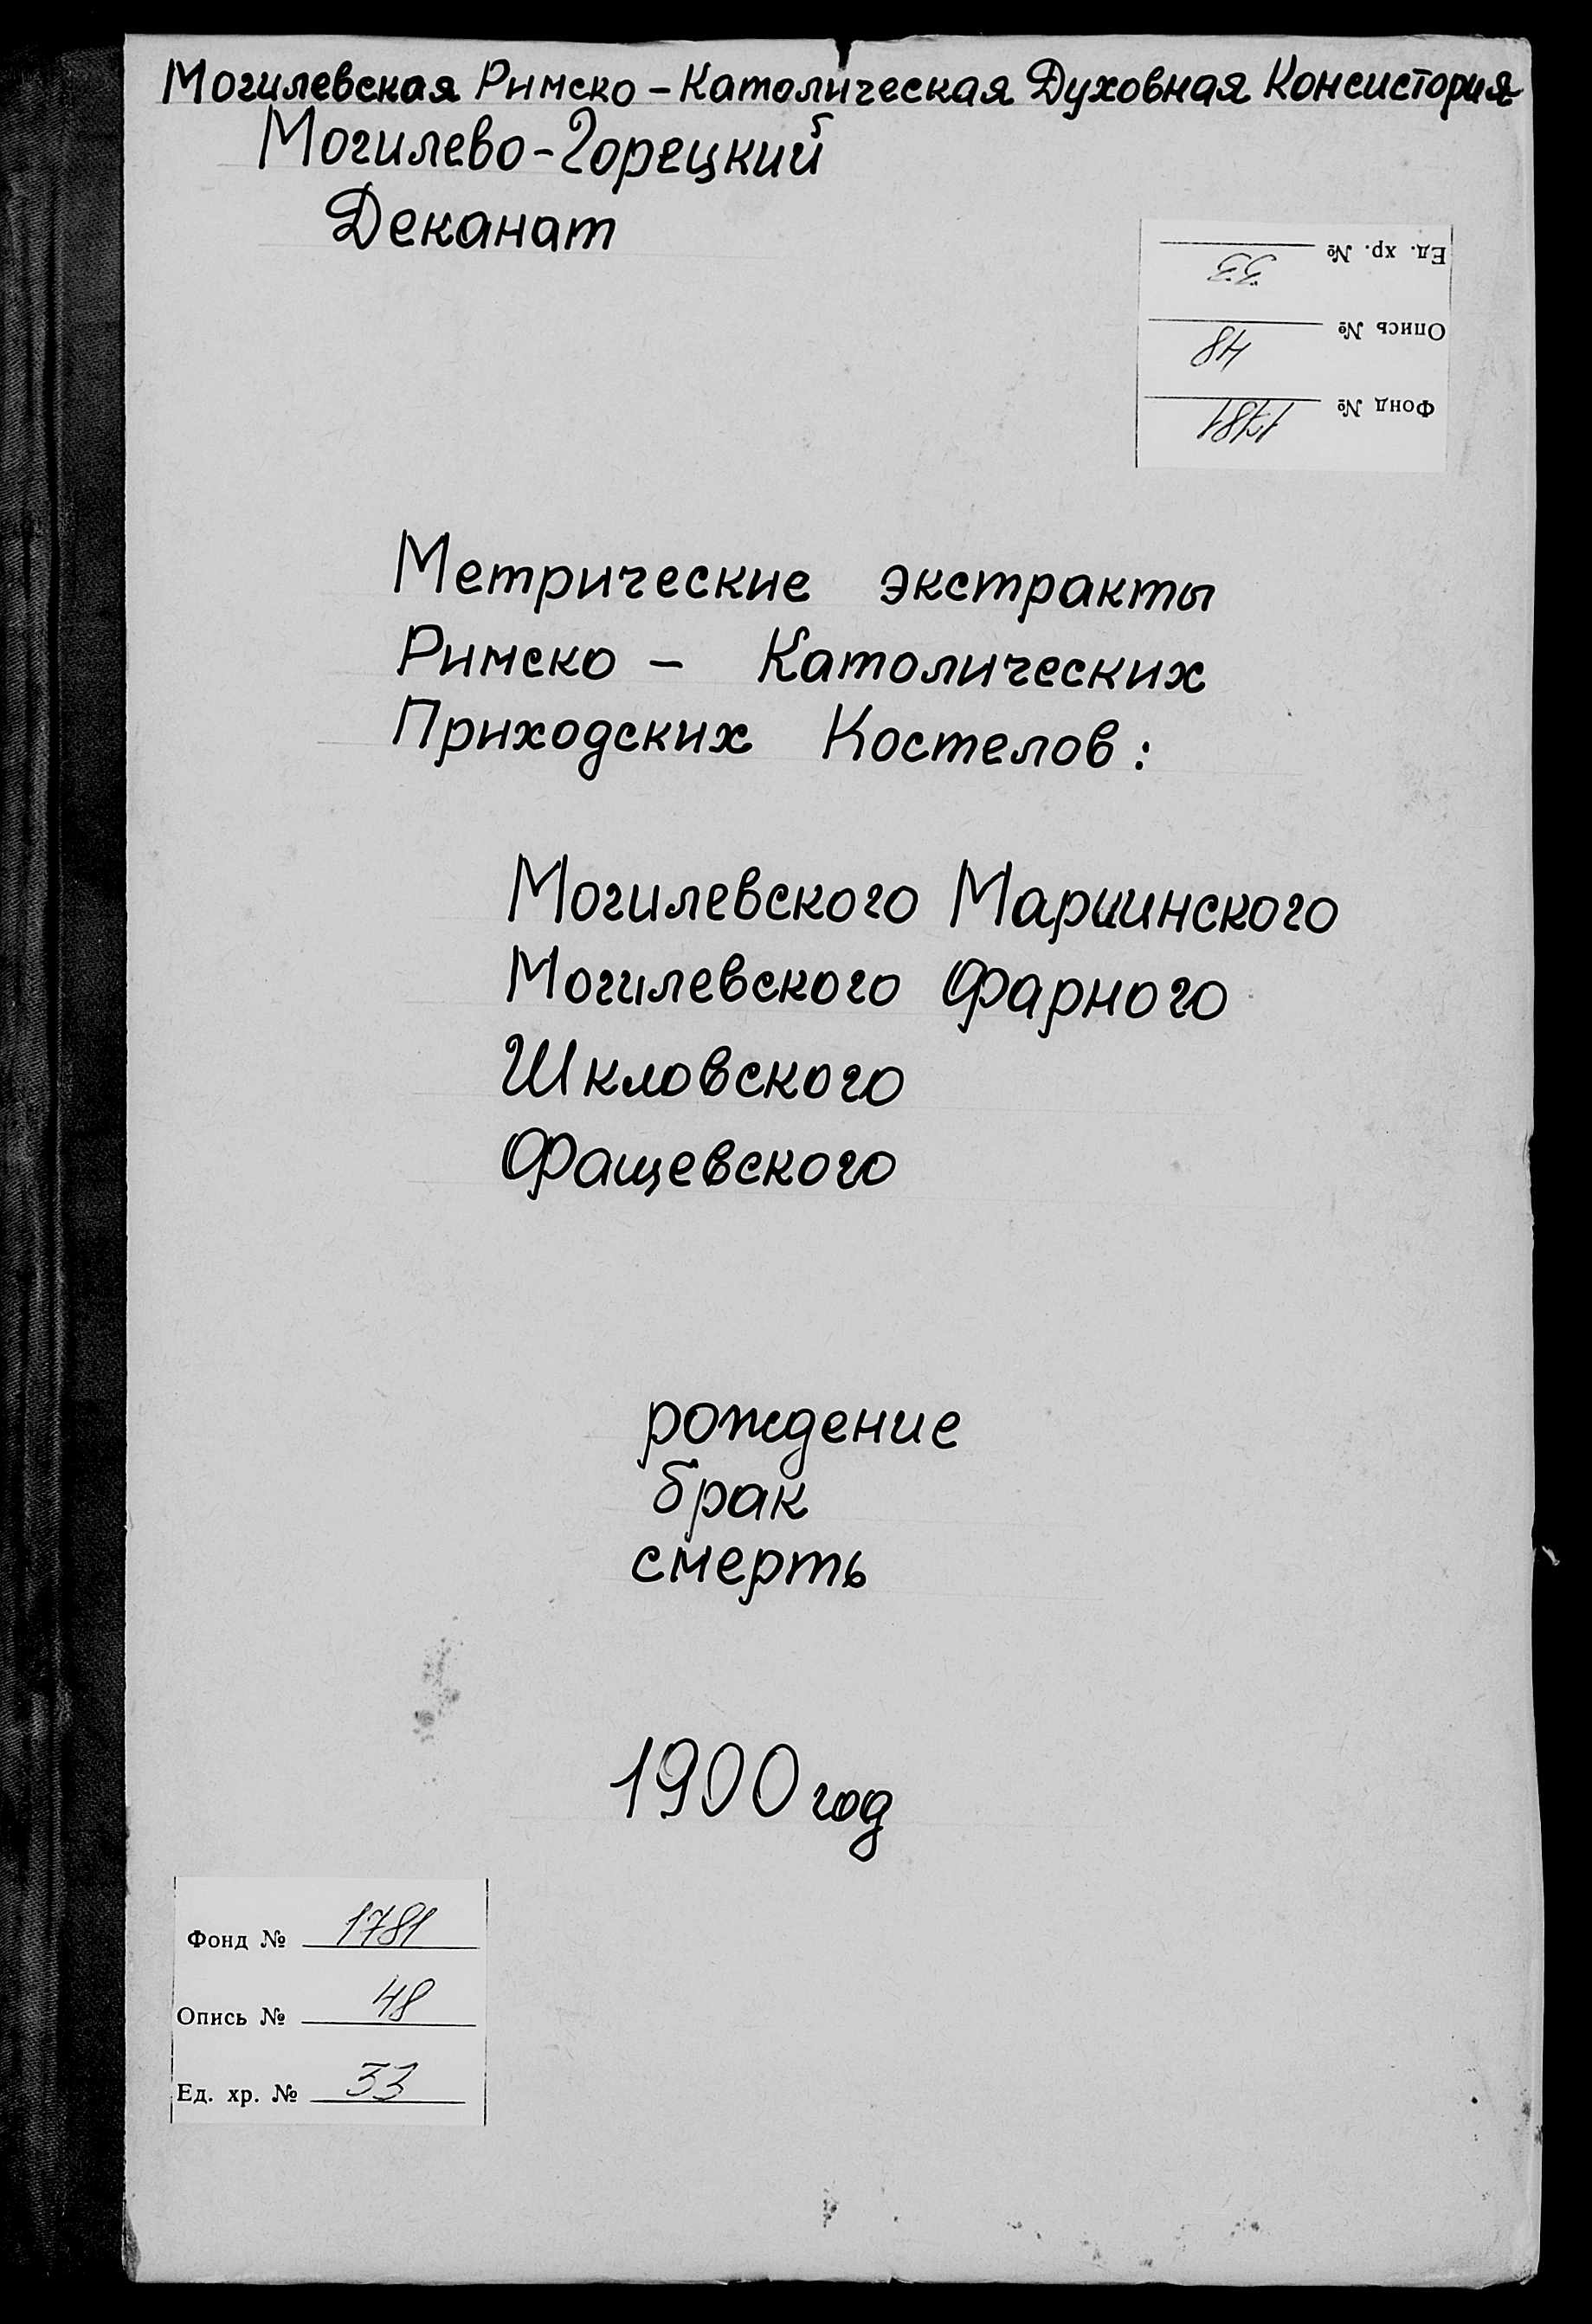 Могилевская Римско-Католическая Духовная Консистория
Могилево-Горецкий
Деканат
Ед. хр. № 33
Опись № 48
Фонд № 1781
Метрические экстракты
Римско - Католических
Приходских Костелов:
Могилевского Мариинского
Могилевского Фарного
Шкловского
Фащевского
рождение
брак
смерть
1900 год
Фонд № 1781
Опись № 48
Ед. хр. № 33